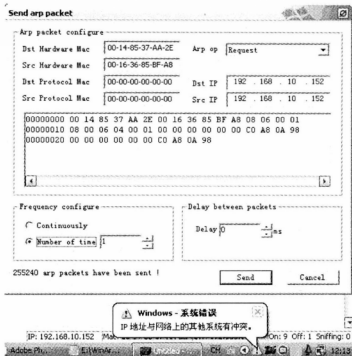 Send arp packet
Arp packet configure
Dst Hardware Mac 00-14-85-37-AA-2E Arp op Request
Src Hardware Mac 00-16-36-85-BF-A8
Dst Protocol Mac 00-00-00-00-00-00 Dst IP 192 .168 . 10 .152
Src Protocol Mac 00-00-00-00-00-00 Src IP 192 .168 . 10 .152
00000000 00 14 85 37 AA 2E 00 16 36 85 BF A8 08 06 00 01
00000010 08 00 06 04 00 01 00 00 00 00 00 00 C0 A8 0A 98
00000020 00 00 00 00 00 00 C0 A8 0A 98
Frequency configure
Delay between packets
Continuously
Number of time 1
Delay 0 ms
255240 arp packets have been sent !
Send Cancel
Windows - 系统错误
IP 地址与网络上的其他系统有冲突。
IP: 192.168.10.152 On: 9 Off: 1 Sniffing: 0
Adobe Ph... E:\WinAr... CH 12:13